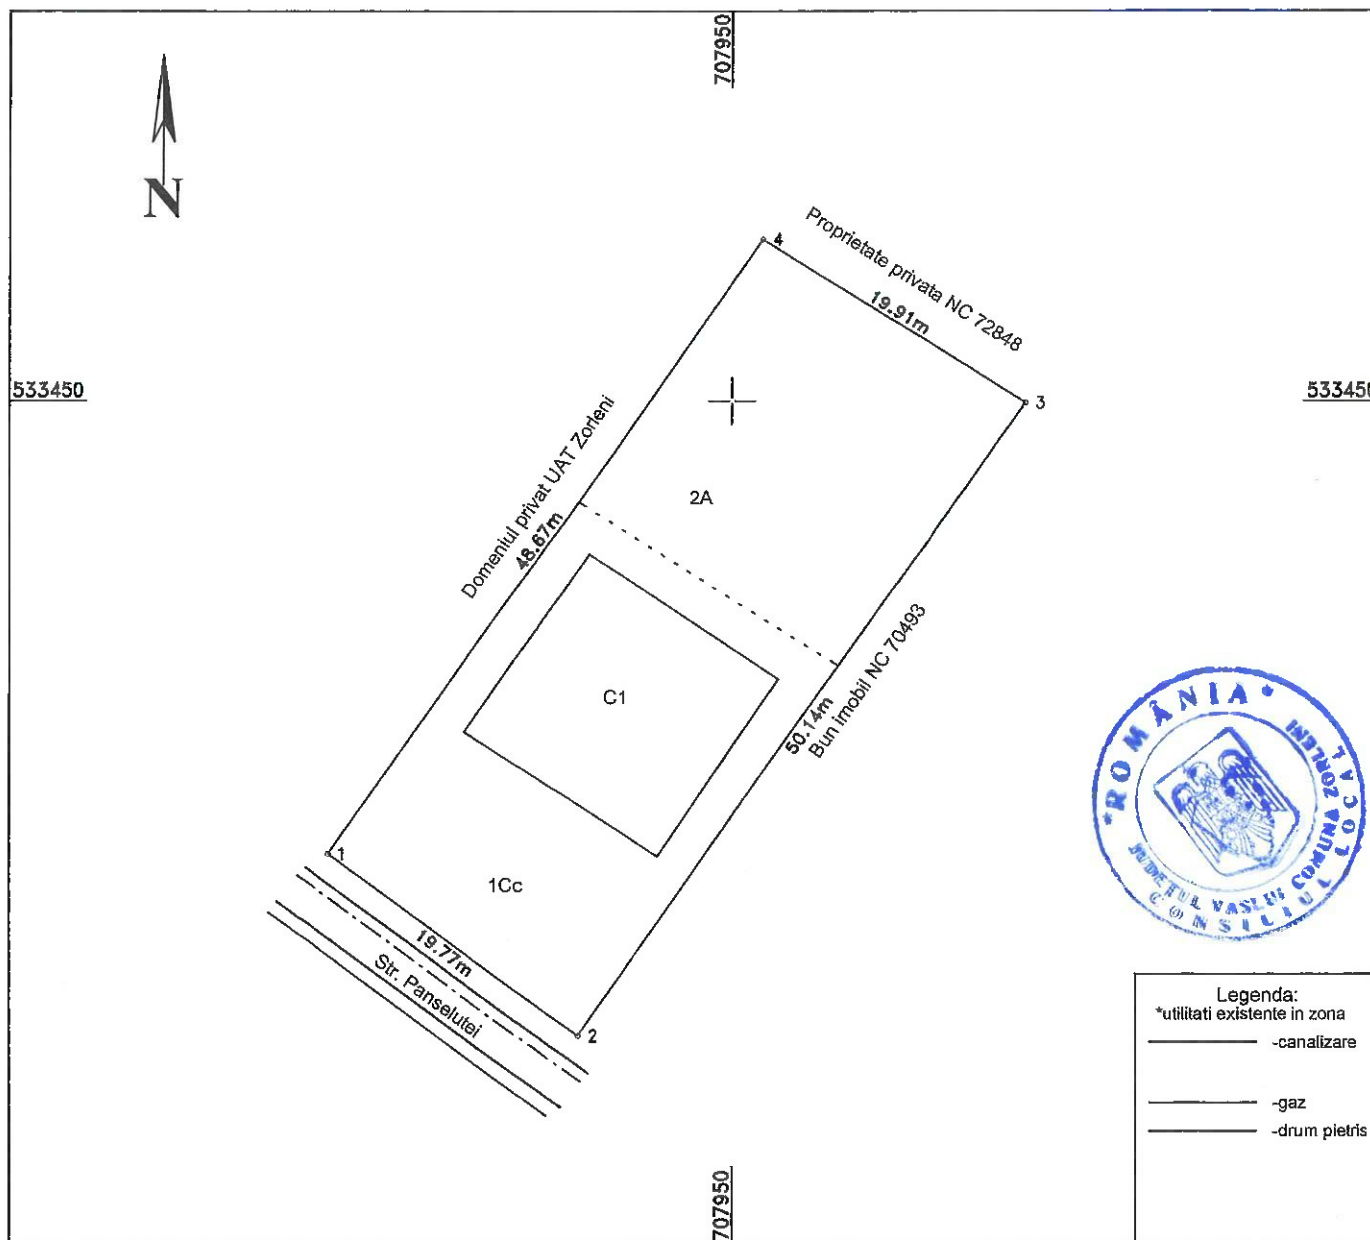 707950
N
4
Proprietate privata NC 72848
19.91m
533450
533450
3
Domeniul privat UAT Zorleni
48.67m
2A
C1
50.14m
Bun imobil NC 70493
*ROMÂNIA*
JUDETUL VASLUI COMUNA ZORLENI
CONSILIUL LOCAL
1
1Cc
19.77m
Str. Panselutei
2
Legenda:
*utilitati existente in zona
-canalizare
-gaz
-drum pietris
707950